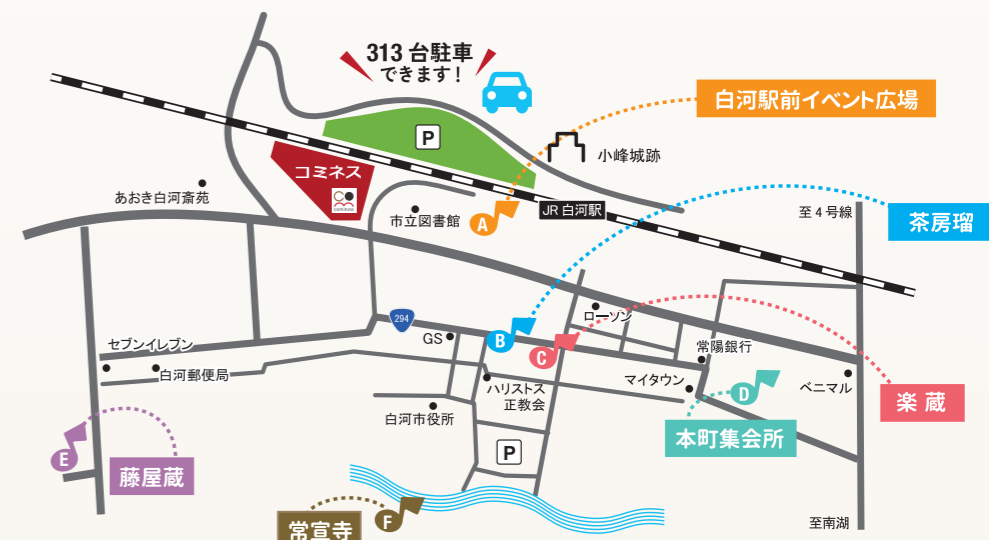 313 台駐車
できます！
P
白河駅前イベント広場
コミネス
小峰城跡
あおき白河斎苑
市立図書館
A
JR 白河駅
至４号線
茶房瑠
294
ローソン
GS
B
C
セブンイレブン
常陽銀行
白河郵便局
ハリストス
正教会
マイタウン
D
ベニマル
楽 蔵
白河市役所
本町集会所
E
P
藤屋蔵
F
常宣寺
至南湖